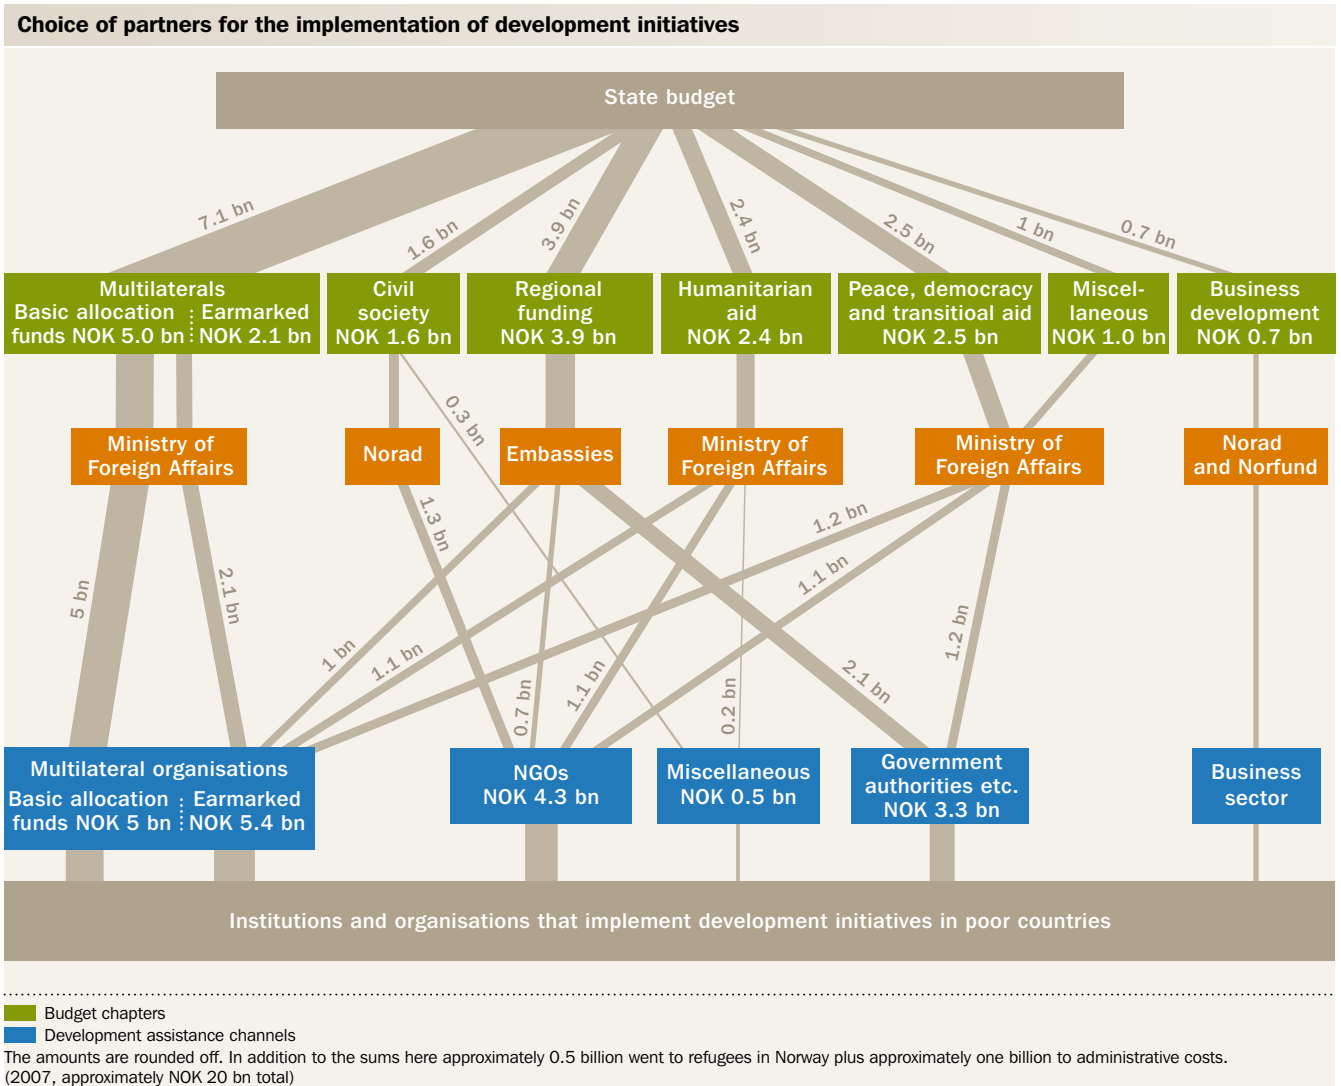 Choice of partners for the implementation of development initiatives
State budget
7.1 bn
1.6 bn
3.9 bn
2.4 bn
2.5 bn
1 bn
0.7 bn
Multilaterals
Basic allocation
funds NOK 5.0 bn
Earmarked
NOK 2.1 bn
Civil
society
NOK 1.6 bn
Regional
funding
NOK 3.9 bn
Humanitarian
aid
NOK 2.4 bn
Peace, democracy
and transitioal aid
NOK 2.5 bn
Miscel-
laneous
NOK 1.0 bn
Business
development
NOK 0.7 bn
0.3 bn
Ministry of
Foreign Affairs
Norad
Embassies
Ministry of
Foreign Affairs
Ministry of
Foreign Affairs
Norad
and Norfund
5 bn
2.1 bn
1.3 bn
1 bn
1.1 bn
0.7 bn
1.1 bn
0.2 bn
1.2 bn
1.1 bn
2.1 bn
1.2 bn
Multilateral organisations
Basic allocation
funds NOK 5 bn
Earmarked
NOK 5.4 bn
NGOs
NOK 4.3 bn
Miscellaneous
NOK 0.5 bn
Government
authorities etc.
NOK 3.3 bn
Business
sector
Institutions and organisations that implement development initiatives in poor countries
Budget chapters
Development assistance channels
The amounts are rounded off. In addition to the sums here approximately 0.5 billion went to refugees in Norway plus approximately one billion to administrative costs.
(2007, approximately NOK 20 bn total)